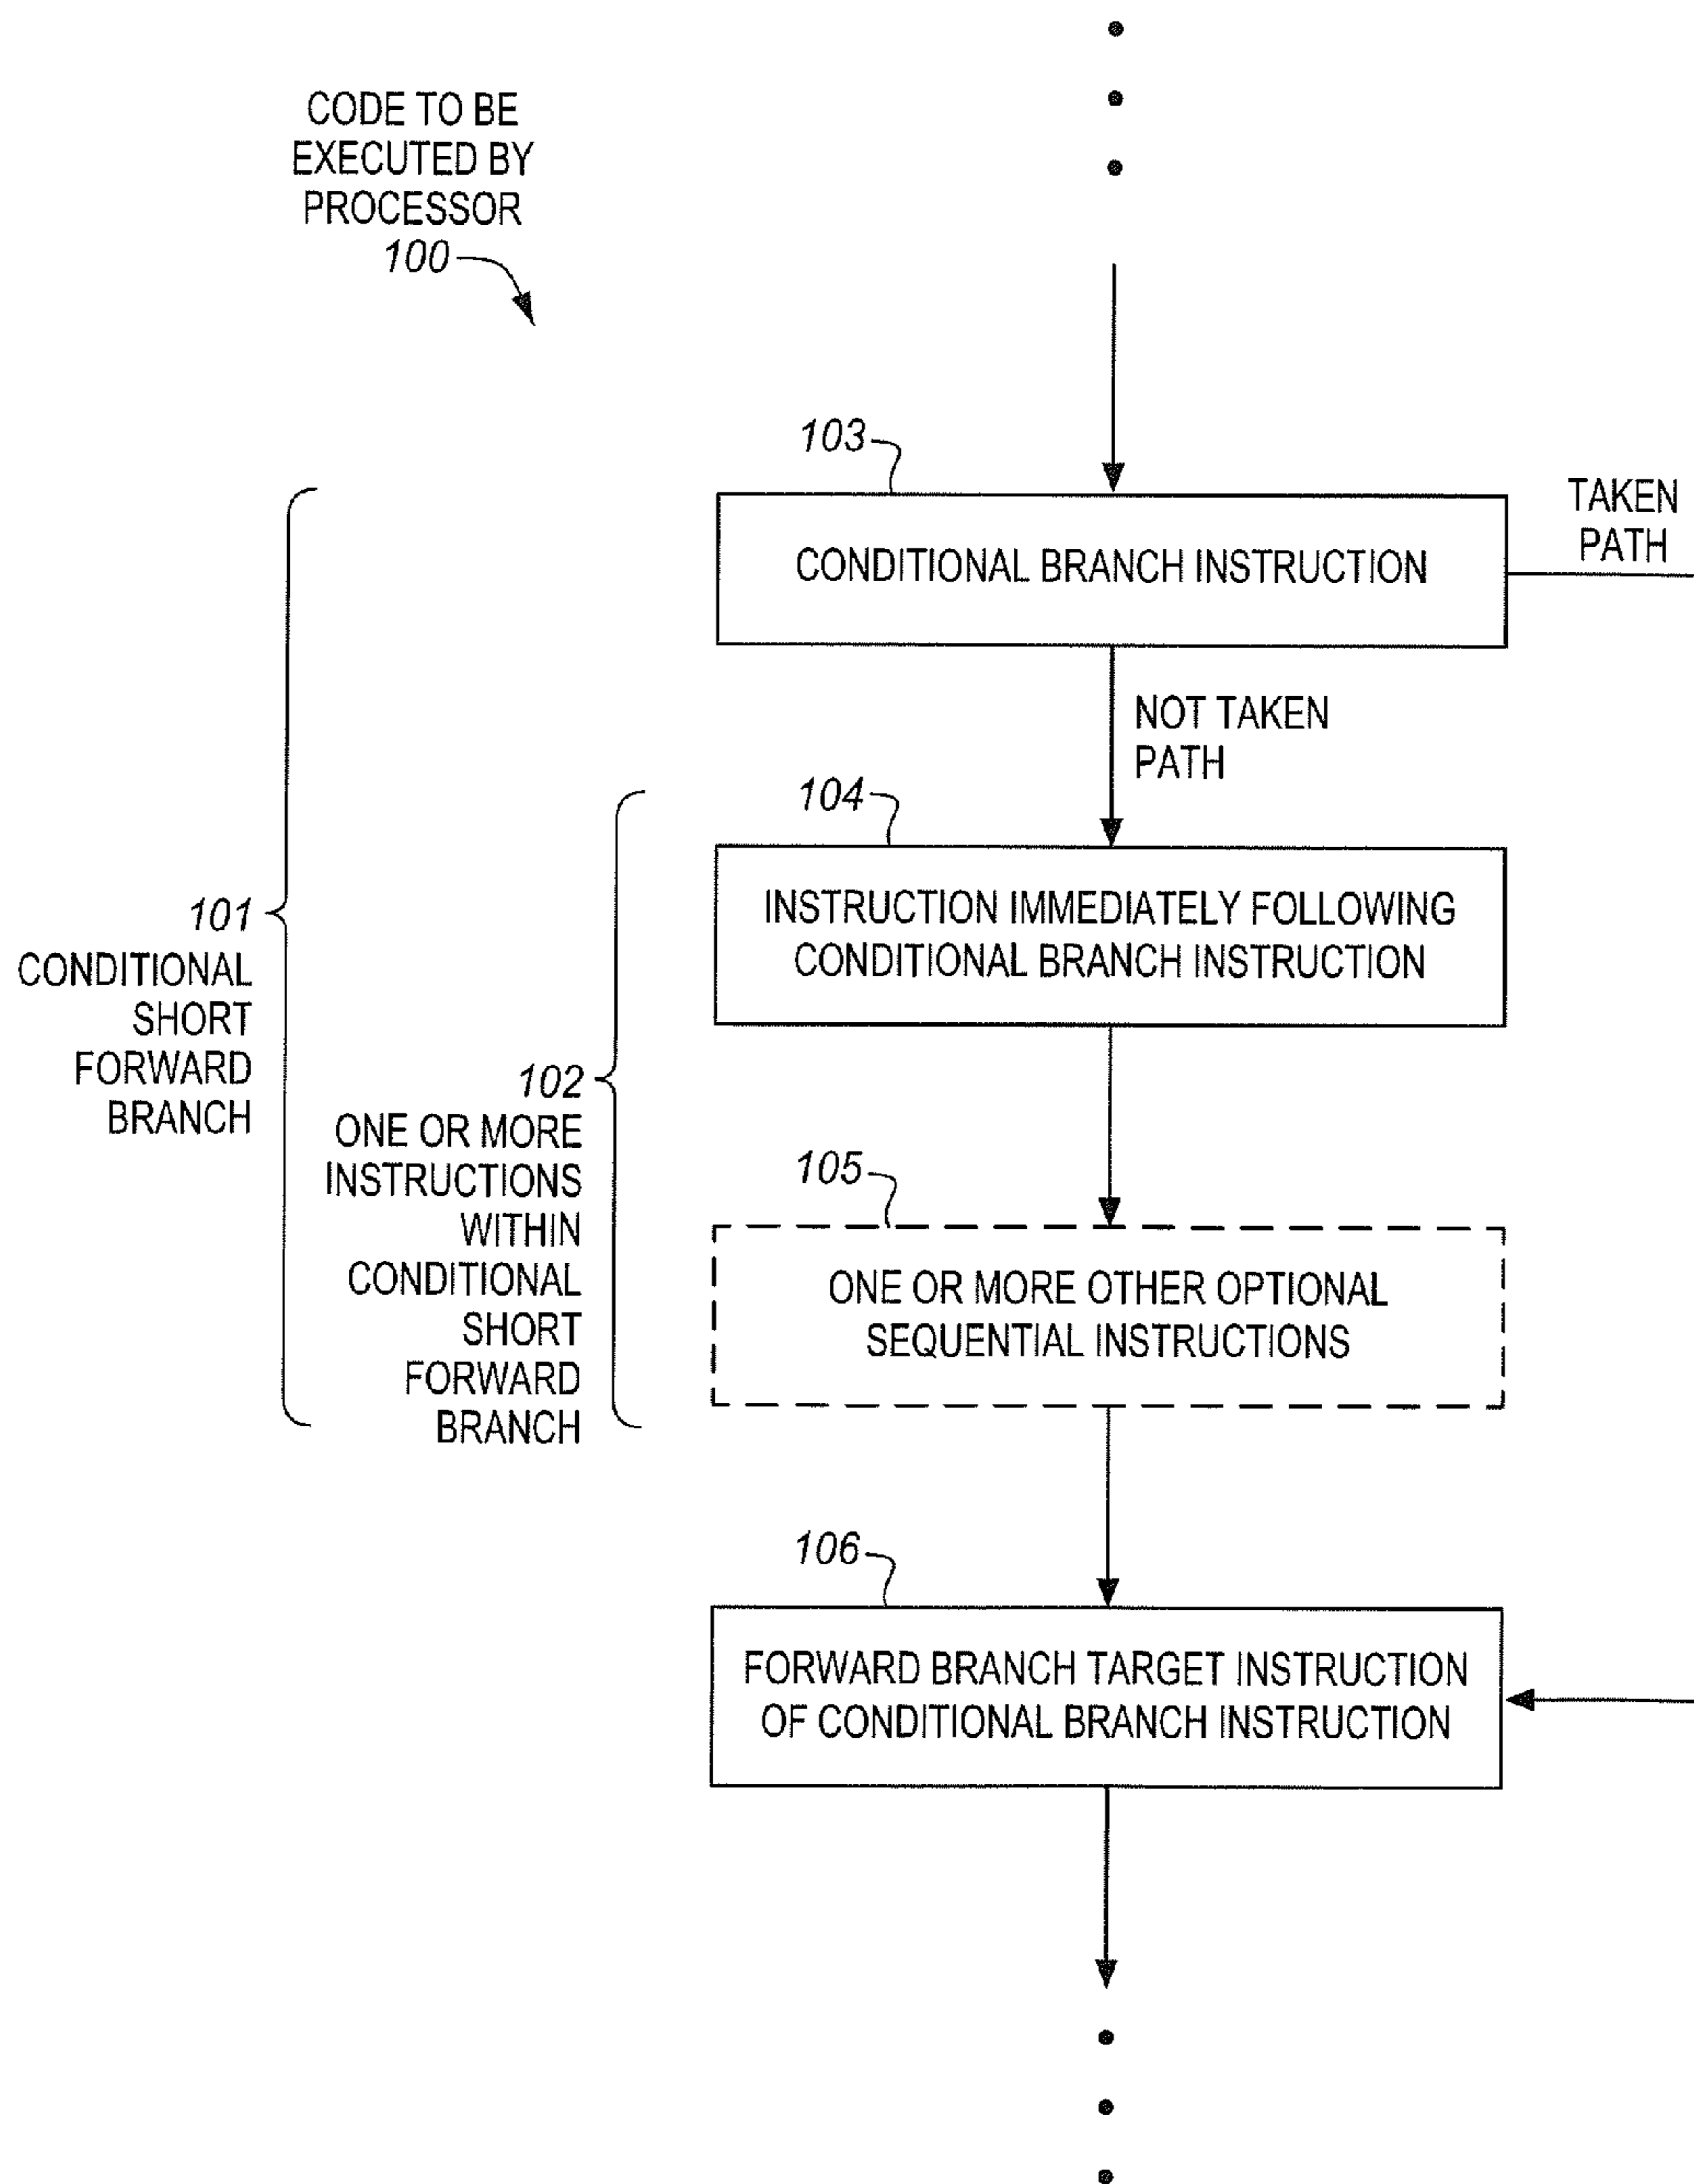 CODE TO BE
EXECUTED BY
PROCESSOR
100
103
CONDITIONAL BRANCH INSTRUCTION
TAKEN
PATH
NOT TAKEN
PATH
104
INSTRUCTION IMMEDIATELY FOLLOWING
CONDITIONAL BRANCH INSTRUCTION
101
CONDITIONAL
SHORT
FORWARD
BRANCH
102
ONE OR MORE
INSTRUCTIONS
WITHIN
CONDITIONAL
SHORT
FORWARD
BRANCH
105
ONE OR MORE OTHER OPTIONAL
SEQUENTIAL INSTRUCTIONS
106
FORWARD BRANCH TARGET INSTRUCTION
OF CONDITIONAL BRANCH INSTRUCTION